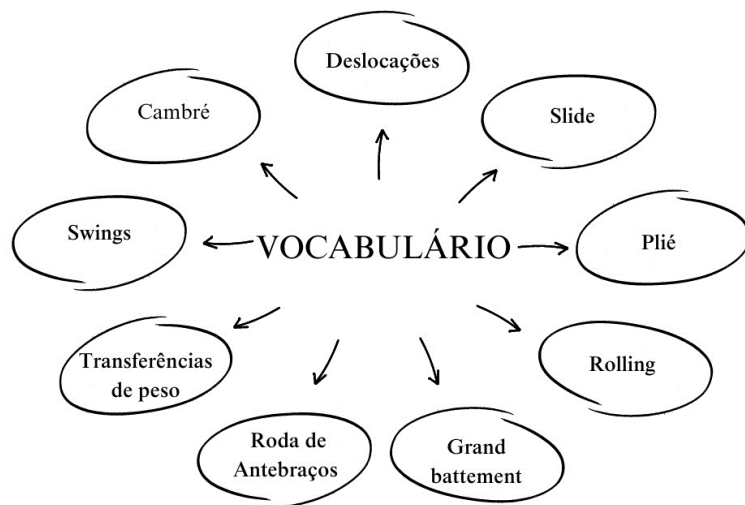 Deslocações
Cambré
Slide
Swings
VOCABULÁRIO
Plié
Transferências
de peso
Rolling
Roda de
Antebraços
Grand
battement